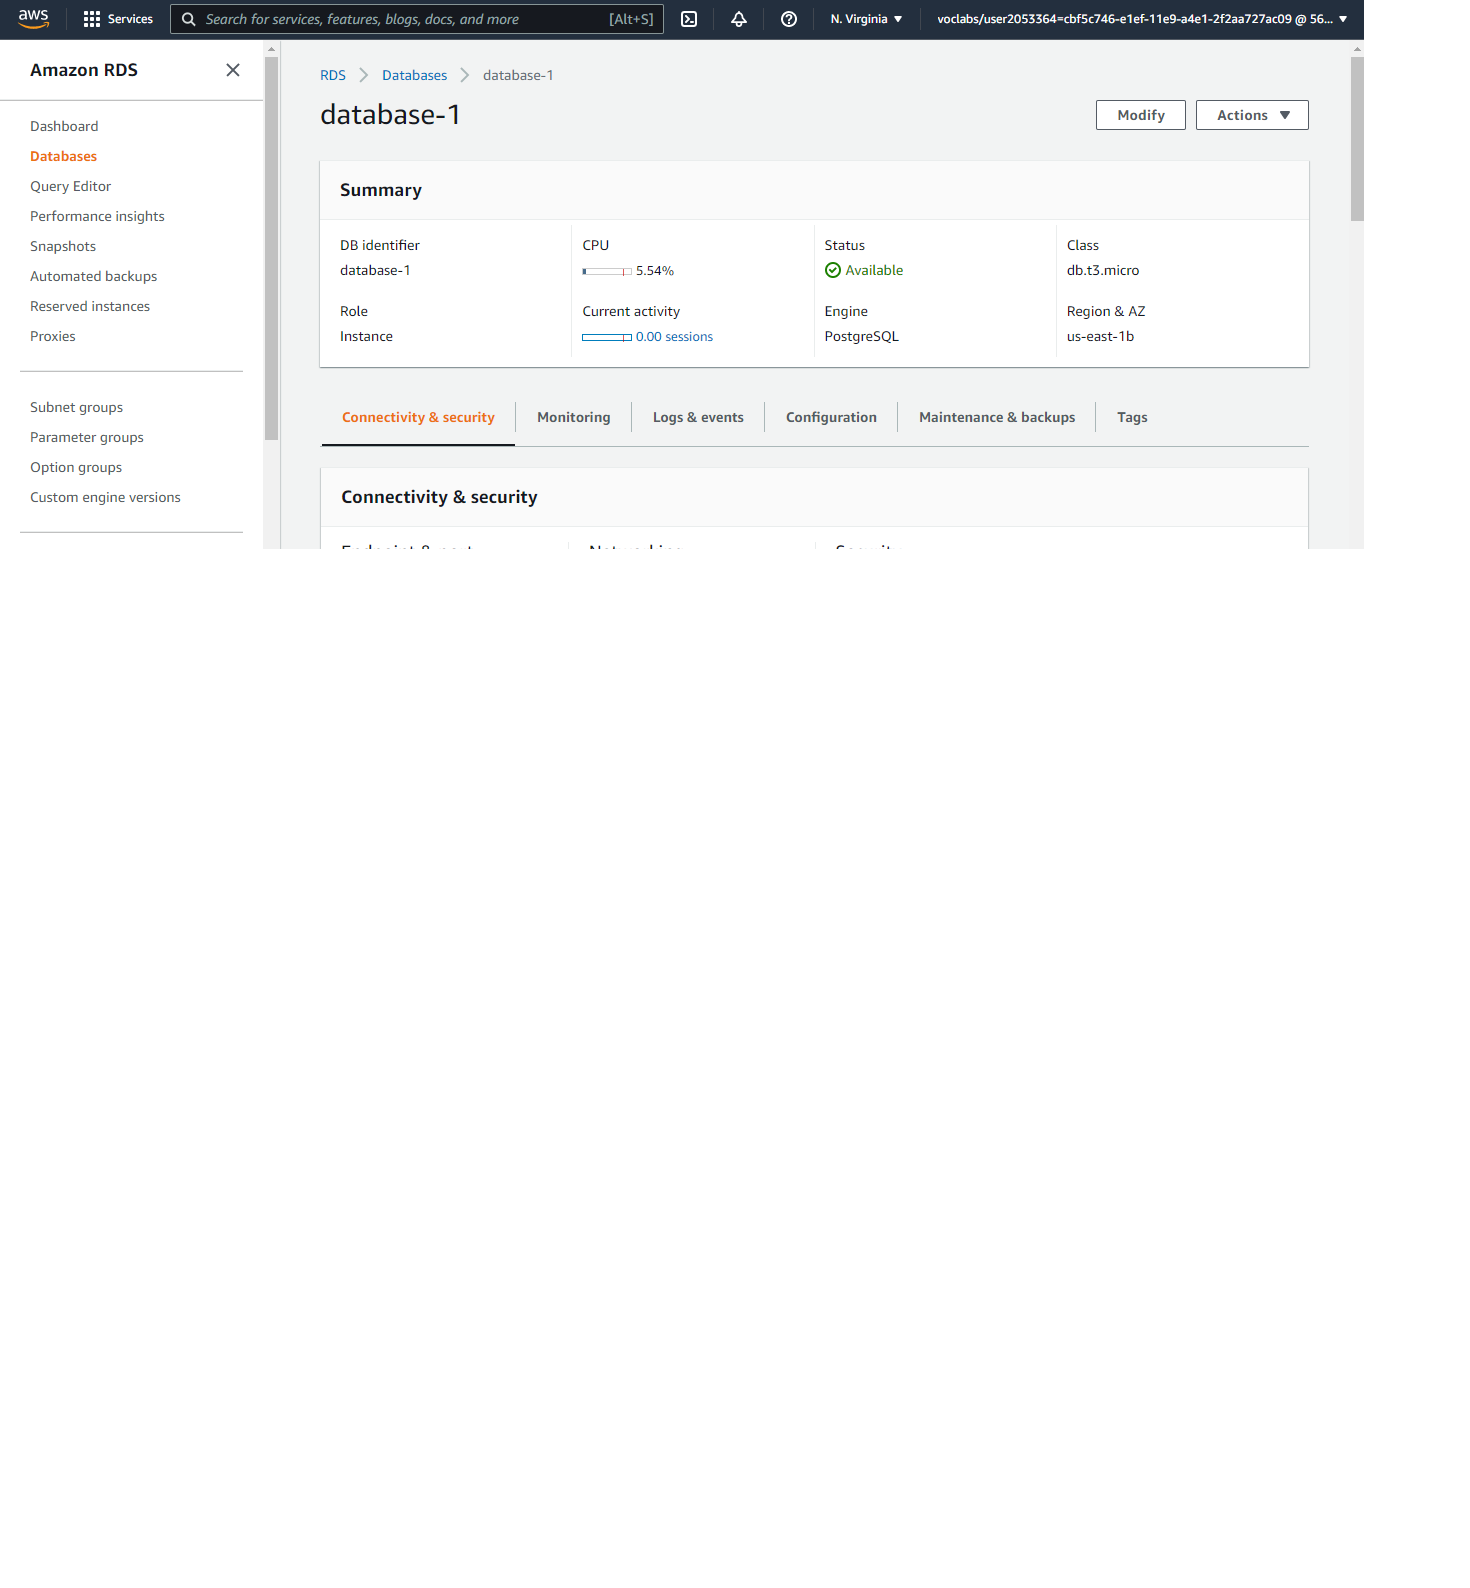 aws Services Search for services, features, blogs, docs, and more [Alt+S] N. Virginia voclabs/user2053364=cbf5c746-e1ef-11e9-a4e1-2f2aa727ac09 @ 56...
Amazon RDS
Dashboard
Databases
Query Editor
Performance insights
Snapshots
Automated backups
Reserved instances
Proxies
Subnet groups
Parameter groups
Option groups
Custom engine versions
RDS Databases database-1
database-1
Modify Actions
Summary
DB identifier CPU Status Class
database-1 5.54% Available db.t3.micro
Role Current activity Engine Region & AZ
Instance 0.00 sessions PostgreSQL us-east-1b
Connectivity & security Monitoring Logs & events Configuration Maintenance & backups Tags
Connectivity & security